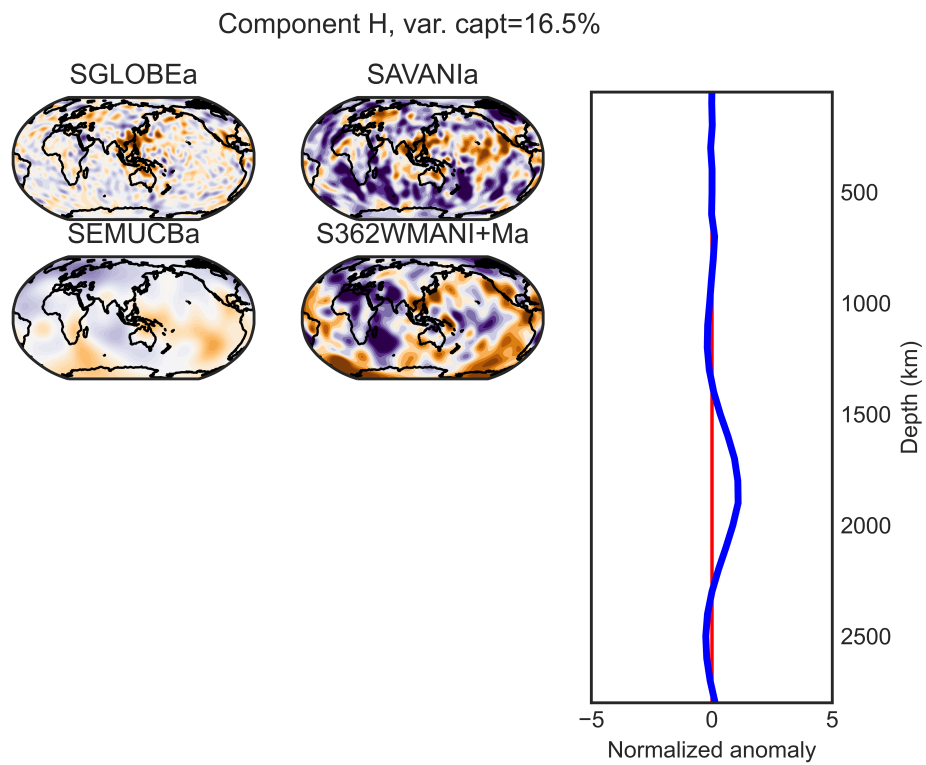 Component H, var. capt=16.5%
SGLOBEa
SAVANIa
SEMUCBa
S362WMANI+Ma
500
1000
1500
2000
2500
Depth (km)
−5
0
5
Normalized anomaly